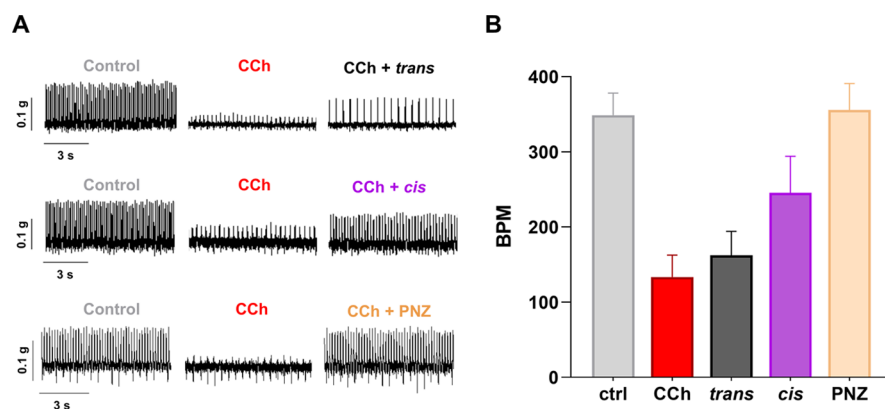 A
Control CCh CCh + trans
0.1 g
3 s
Control CCh CCh + cis
0.1 g
3 s
Control CCh CCh + PNZ
0.1 g
3 s
B
BPM
400
300
200
100
0
ctrl CCh trans cis PNZ